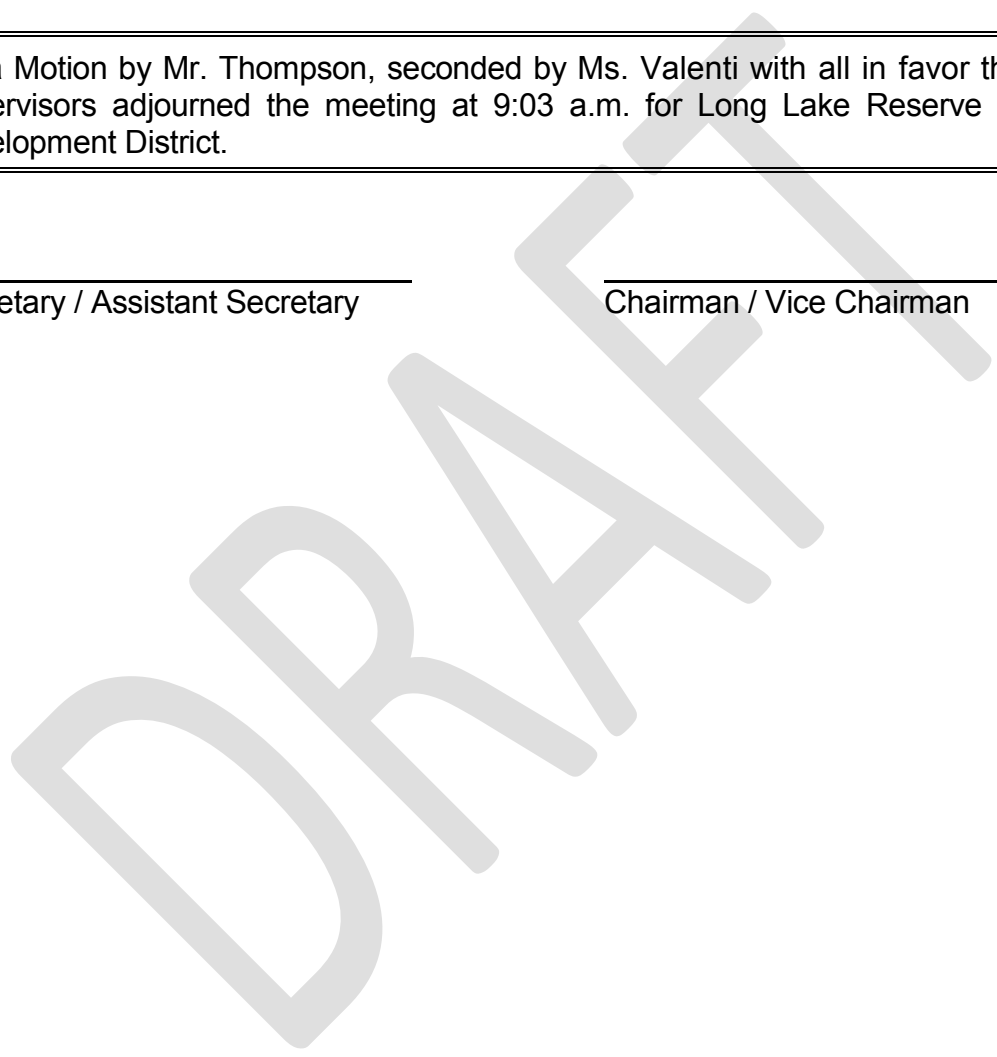 a Motion by Mr. Thompson, seconded by Ms. Valenti with all in favor th
ervisors adjourned the meeting at 9:03 a.m. for Long Lake Reserve
elopment District.
etary / Assistant Secretary Chairman / Vice Chairman
DRAFT